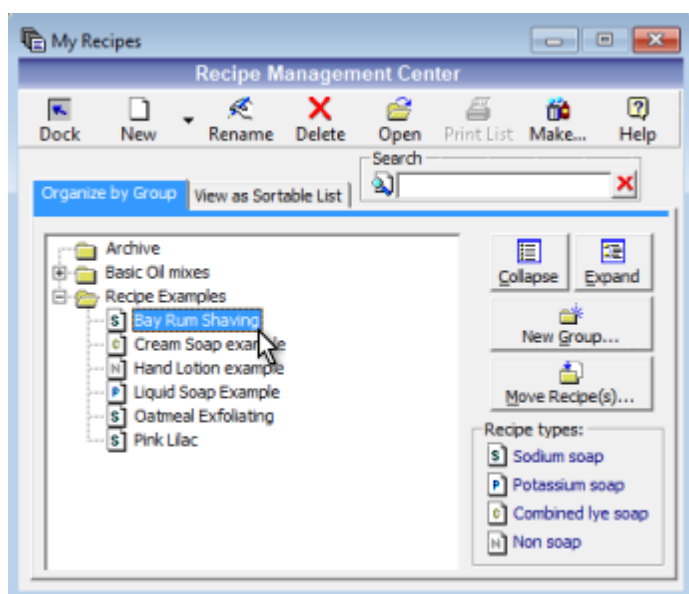 My Recipes
Recipe Management Center
Dock New Rename Delete Open Print List Make... Help
Search
Organize by Group View as Sortable List
Archive
Basic Oil mixes
Recipe Examples
S Bay Rum Shaving
C Cream Soap example
N Hand Lotion example
P Liquid Soap Example
S Oatmeal Exfoliating
S Pink Lilac
Collapse Expand
New Group...
Move Recipe(s)...
Recipe types:
S Sodium soap
P Potassium soap
C Combined lye soap
N Non soap